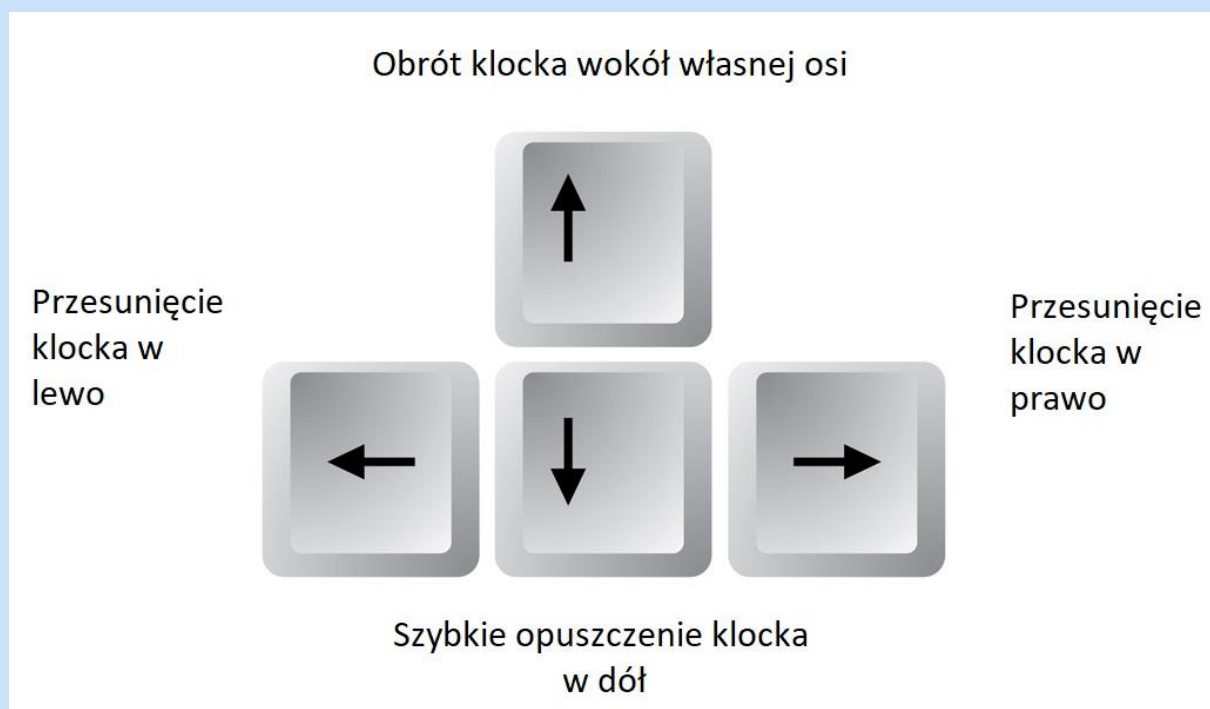 Obrót klocka wokół własnej osi
Przesunięcie
klocka w
lewo
Przesunięcie
klocka w
prawo
Szybkie opuszczenie klocka
w dół